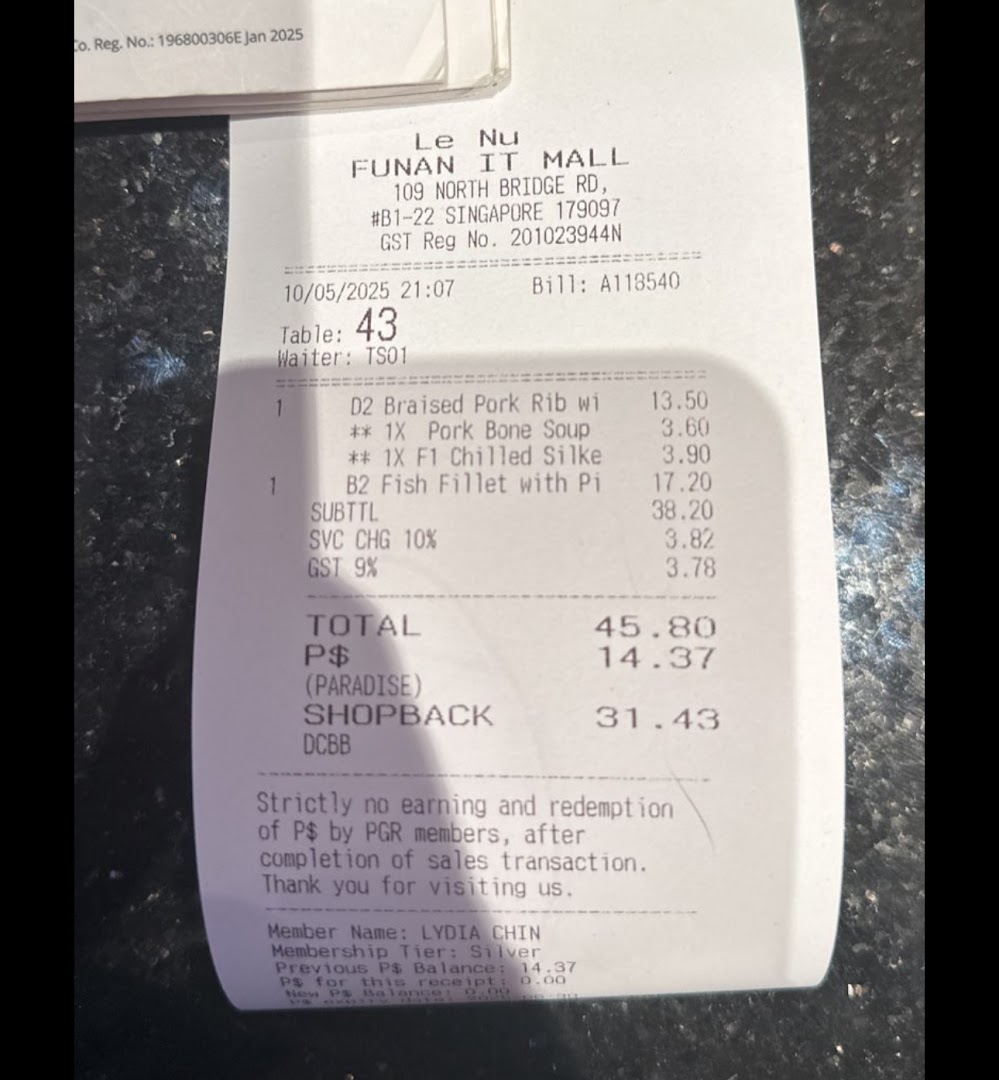 Co. Reg. No.: 196800306E Jan 2025
Le Nu
FUNAN IT MALL
109 NORTH BRIDGE RD,
#B1-22 SINGAPORE 179097
GST Reg No. 201023944N
10/05/2025 21:07 Bill: A118540
Table: 43
Waiter: TS01
1 D2 Braised Pork Rib wi 13.50
** 1X Pork Bone Soup 3.60
** 1X F1 Chilled Silke 3.90
1 B2 Fish Fillet with Pi 17.20
SUBTTL 38.20
SVC CHG 10% 3.82
GST 9% 3.78
TOTAL 45.80
P$ 14.37
(PARADISE)
SHOPBACK 31.43
DCBB
Strictly no earning and redemption
of P$ by PGR members, after
completion of sales transaction.
Thank you for visiting us.
Member Name: LYDIA CHIN
Membership Tier: Silver
Previous P$ Balance: 14.37
P$ for this receipt: 0.00
New P$ Balance: 0.00